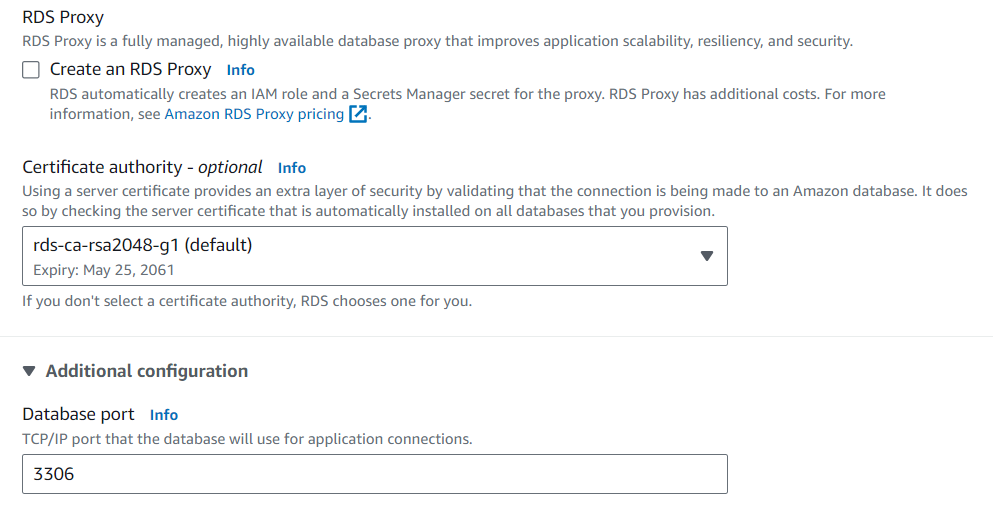 RDS Proxy
RDS Proxy is a fully managed, highly available database proxy that improves application scalability, resiliency, and security.
Create an RDS Proxy Info
RDS automatically creates an IAM role and a Secrets Manager secret for the proxy. RDS Proxy has additional costs. For more
information, see Amazon RDS Proxy pricing.
Certificate authority - optional Info
Using a server certificate provides an extra layer of security by validating that the connection is being made to an Amazon database. It does
so by checking the server certificate that is automatically installed on all databases that you provision.
rds-ca-rsa2048-g1 (default)
Expiry: May 25, 2061
If you don't select a certificate authority, RDS chooses one for you.
Additional configuration
Database port Info
TCP/IP port that the database will use for application connections.
3306